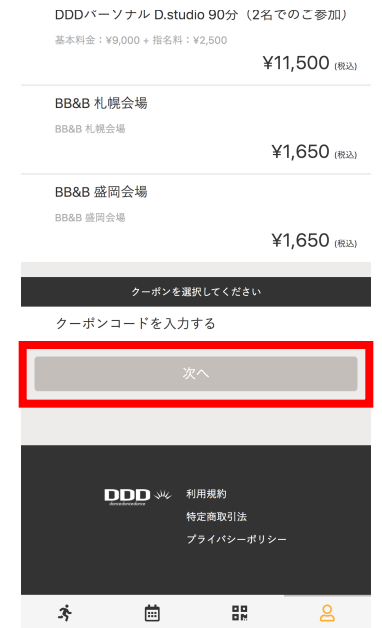 DDDパーソナル D.studio 90分（2名でのご参加）
基本料金：¥9,000 + 指名料：¥2,500
¥11,500 (税込)
BB&B 札幌会場
BB&B 札幌会場
¥1,650 (税込)
BB&B 盛岡会場
BB&B 盛岡会場
¥1,650 (税込)
クーポンを選択してください
クーポンコードを入力する
次へ
DDD
dancedancedance
利用規約
特定商取引法
プライバシーポリシー